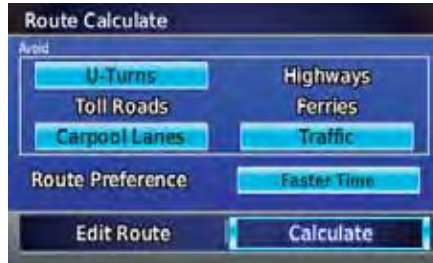 Route Calculate
Avoid
U-Turns Highways
Toll Roads Ferries
Carpool Lanes Traffic
Route Preference Faster Time
Edit Route Calculate